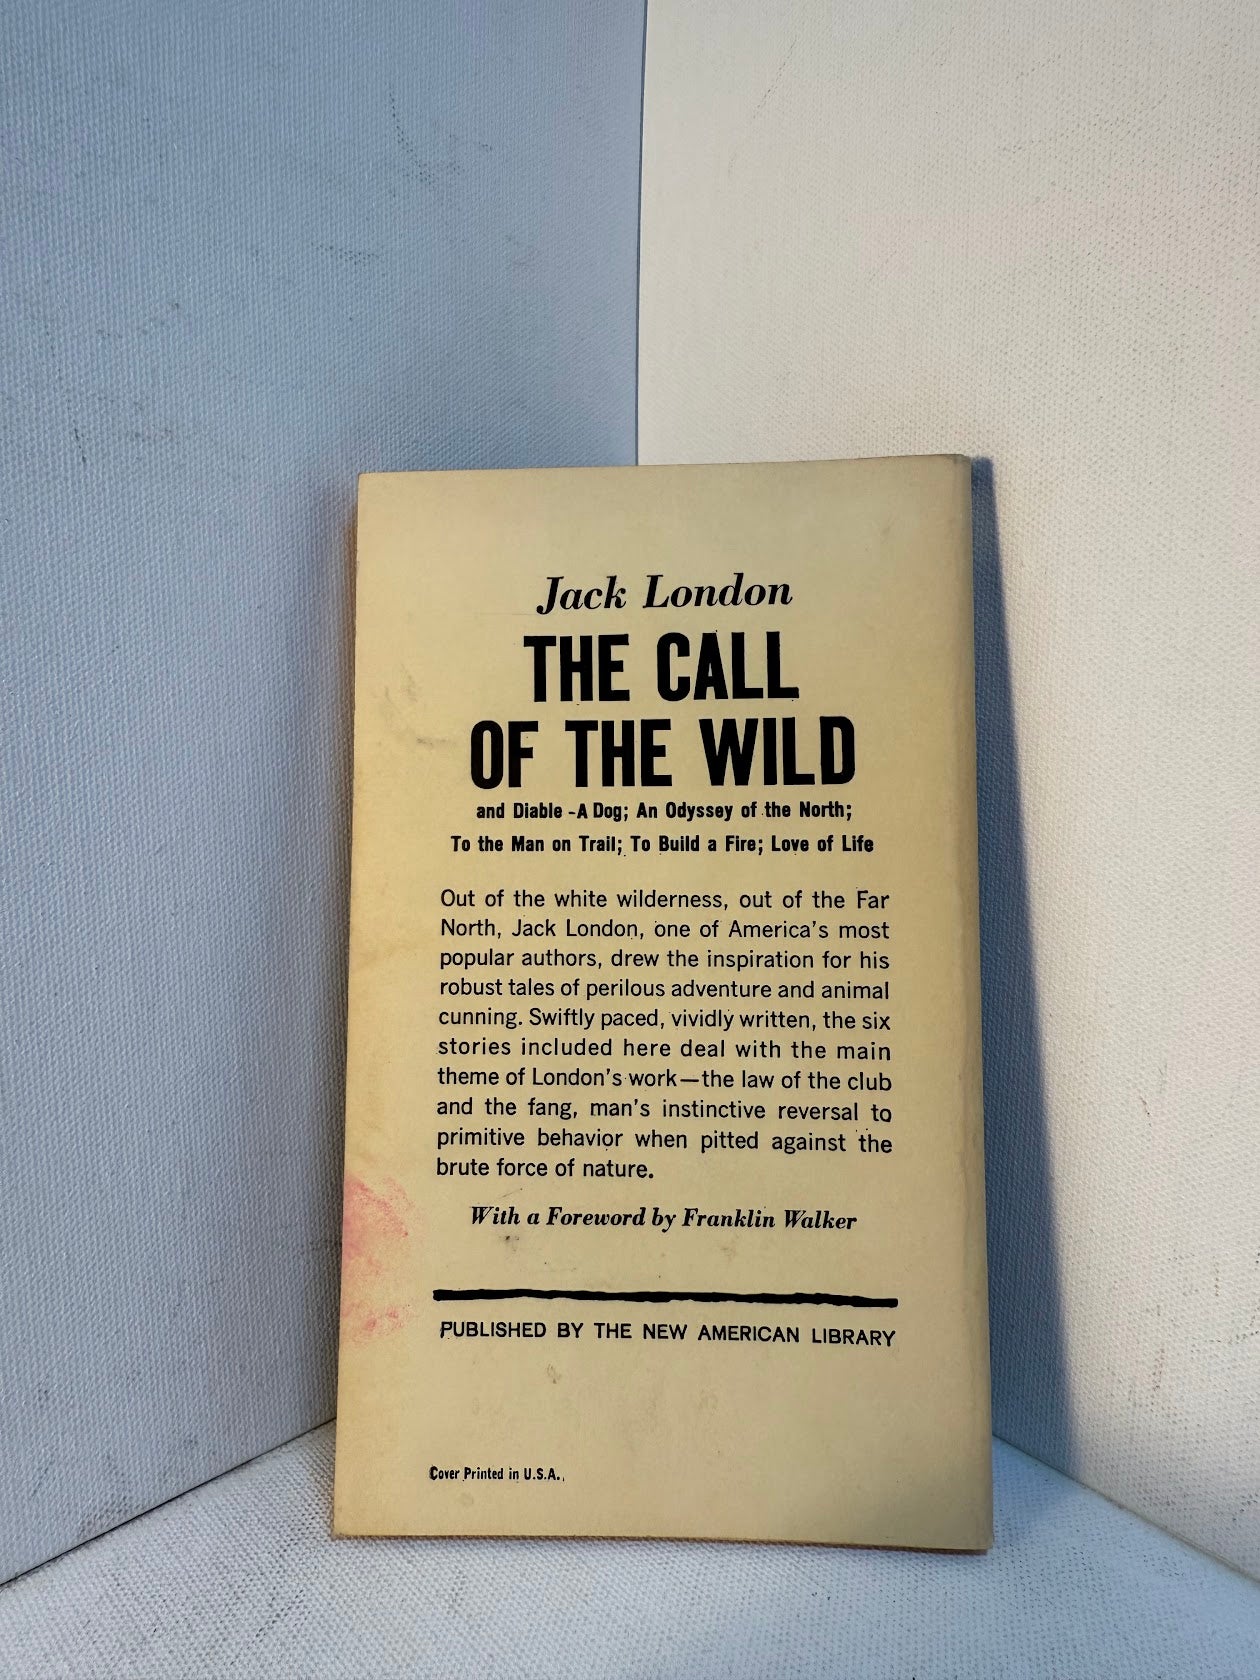 Jack London
THE CALL
OF THE WILD
and Diable -A Dog; An Odyssey of the North;
To the Man on Trail; To Build a Fire; Love of Life
Out of the white wilderness, out of the Far
North, Jack London, one of America's most
popular authors, drew the inspiration for his
robust tales of perilous adventure and animal
cunning. Swiftly paced, vividly written, the six
stories included here deal with the main
theme of London's work—the law of the club
and the fang, man's instinctive reversal to
primitive behavior when pitted against the
brute force of nature.
With a Foreword by Franklin Walker
PUBLISHED BY THE NEW AMERICAN LIBRARY
Cover Printed in U.S.A.